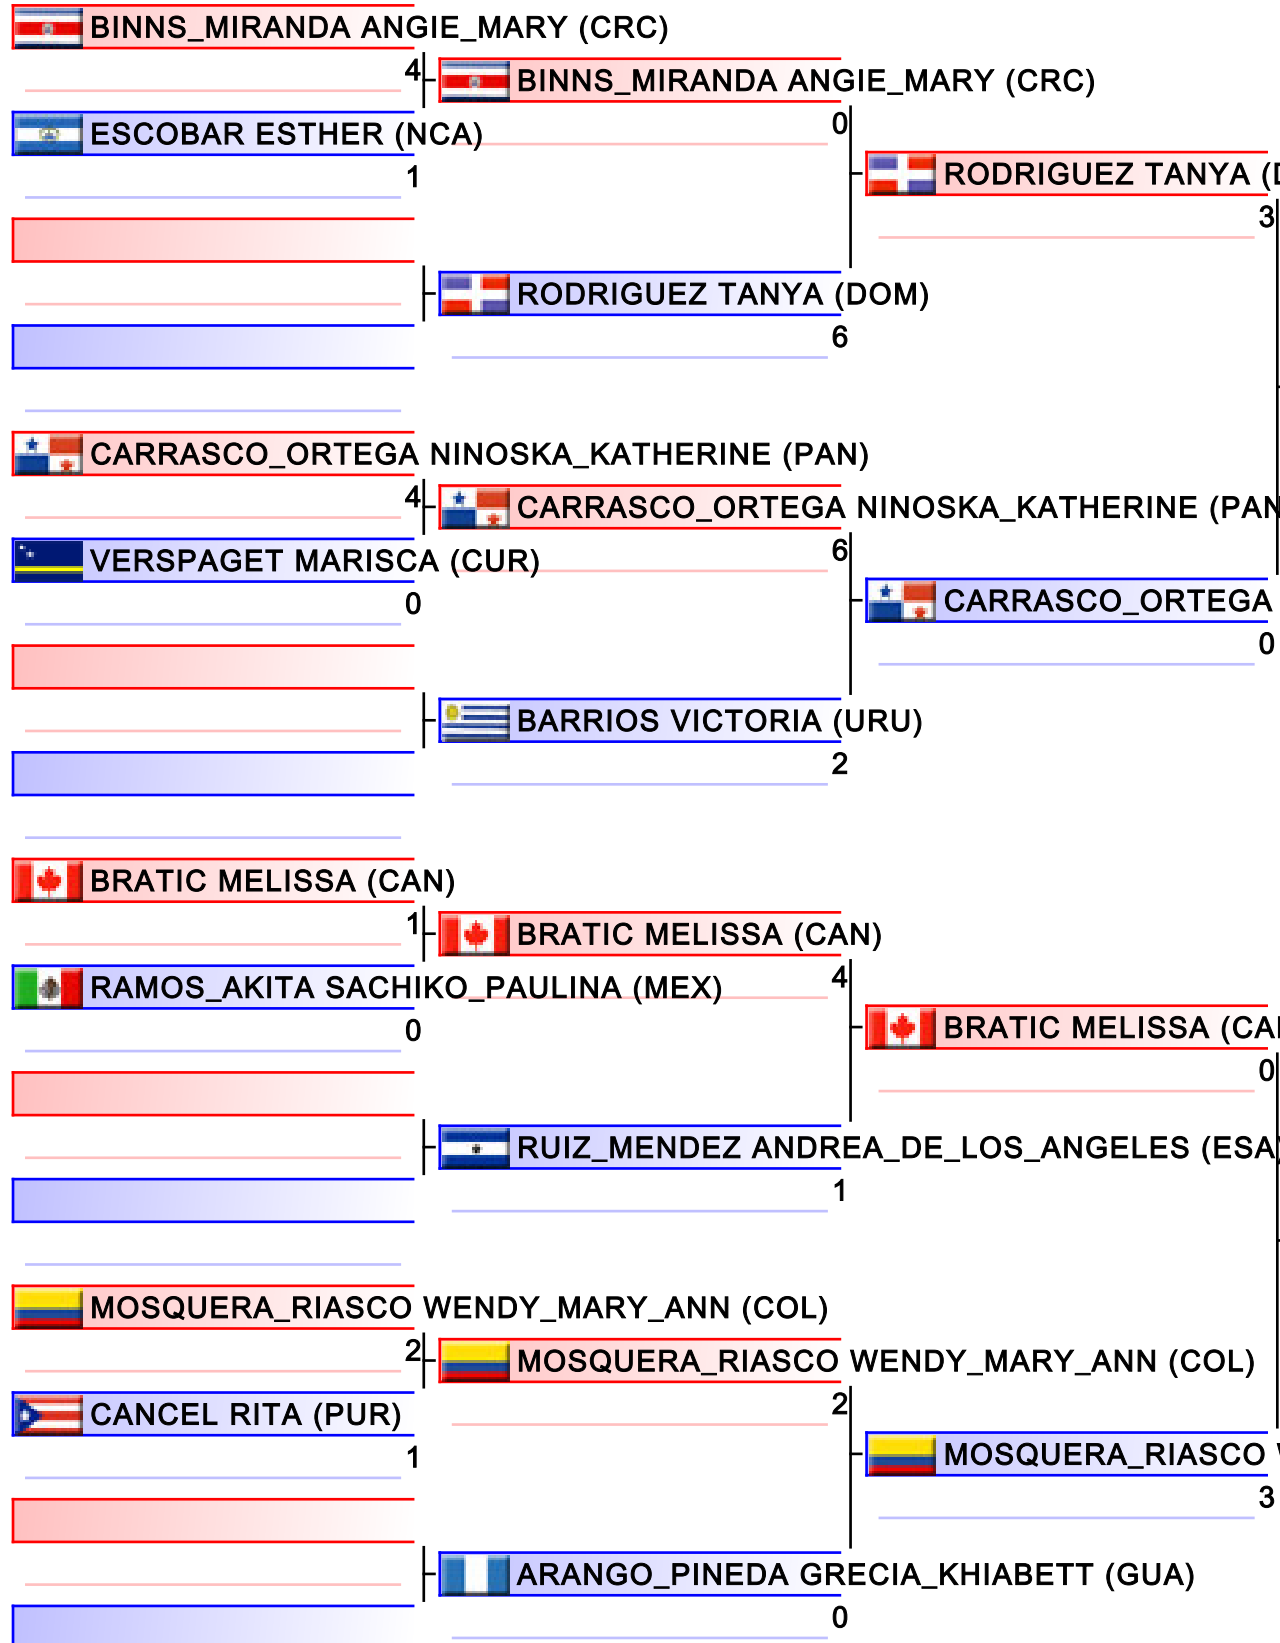 BINNS_MIRANDA ANGIE_MARY (CRC)
4
ESCOBAR ESTHER (NCA)
1
CARRASCO_ORTEGA NINOSKA_KATHERINE (PAN)
4
VERSPAGET MARISCA (CUR)
0
BRATIC MELISSA (CAN)
1
RAMOS_AKITA SACHIKO_PAULINA (MEX)
0
MOSQUERA_RIASCO WENDY_MARY_ANN (COL)
2
CANCEL RITA (PUR)
1
BINNS_MIRANDA ANGIE_MARY (CRC)
0
RODRIGUEZ TANYA (DOM)
6
CARRASCO_ORTEGA NINOSKA_KATHERINE (PAN
6
BARRIOS VICTORIA (URU)
2
BRATIC MELISSA (CAN)
4
RUIZ_MENDEZ ANDREA_DE_LOS_ANGELES (ESA)
1
MOSQUERA_RIASCO WENDY_MARY_ANN (COL)
2
ARANGO_PINEDA GRECIA_KHIABETT (GUA)
0
RODRIGUEZ TANYA (
3
CARRASCO_ORTEGA
0
BRATIC MELISSA (CA
0
MOSQUERA_RIASCO
3